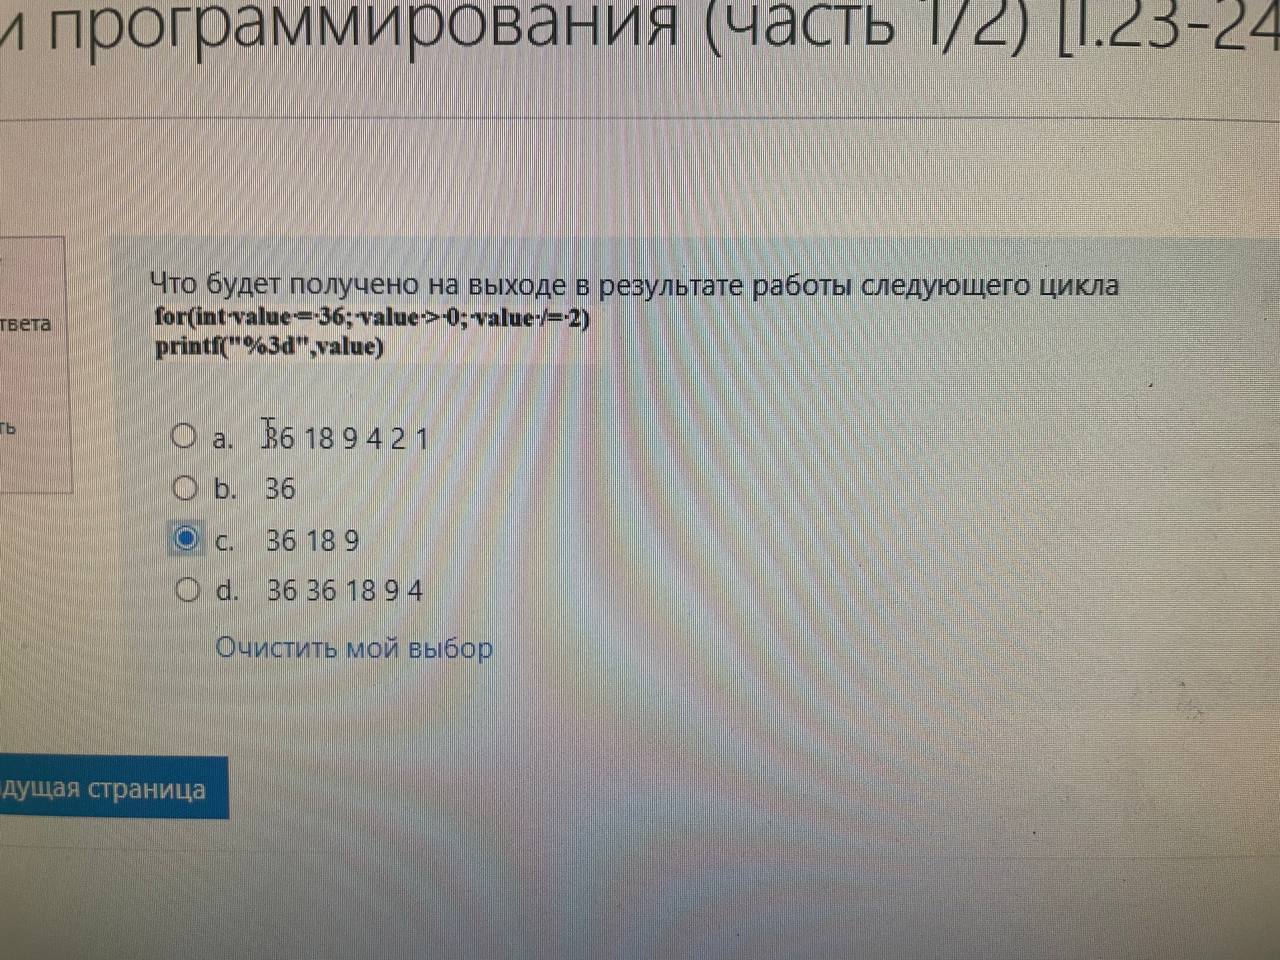 и программирования (часть 1/2) [I.23-24
твета
ть
Что будет получено на выходе в результате работы следующего цикла
for(int·value·=·36;·value·>·0;·value·/=·2)
printf("%3d",value)
a. 36 18 9 4 2 1
b. 36
c. 36 18 9
d. 36 36 18 9 4
Очистить мой выбор
дущая страница